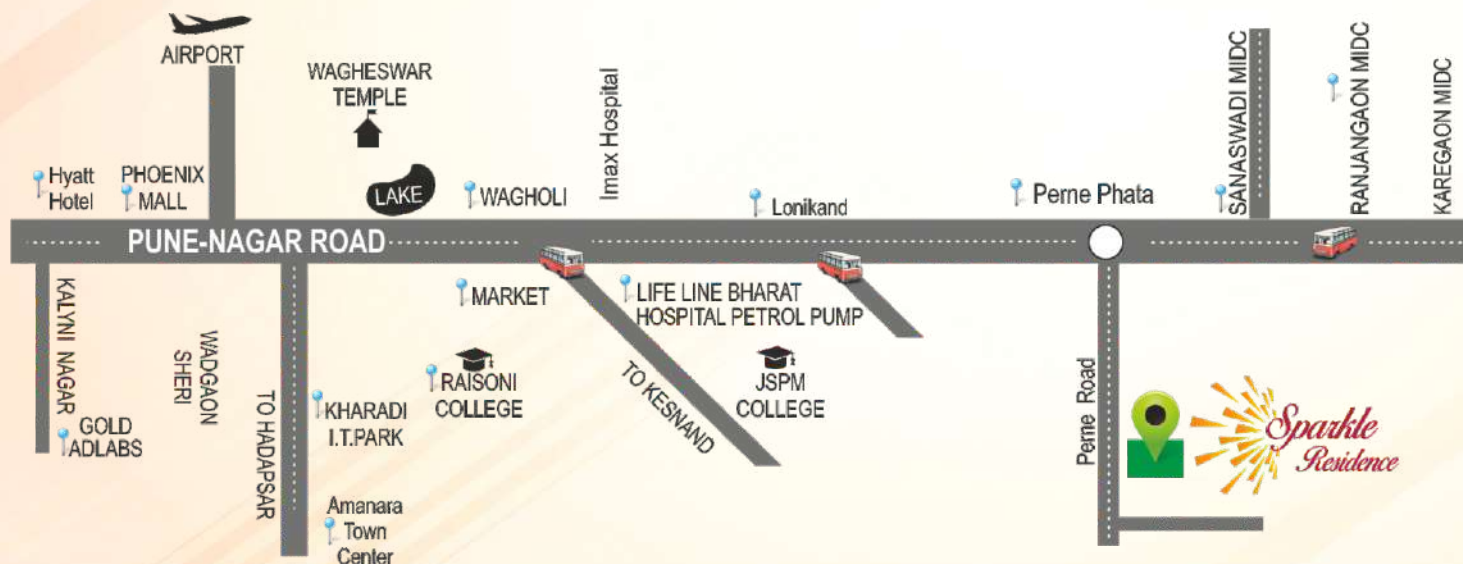 AIRPORT
WAGHESWAR
TEMPLE
Imax Hospital
SANASWADI MIDC
RANJANGAON MIDC
KAREGAON MIDC
Hyatt
Hotel
PHOENIX
MALL
LAKE
WAGHOLI
Lonikand
Perne Phata
PUNE-NAGAR ROAD
KALYNI NAGAR
WADGAON
SHERI
TO HADAPSAR
MARKET
LIFE LINE BHARAT
HOSPITAL PETROL PUMP
GOLD
ADLABS
KHARADI
I.T.PARK
RAISONI
COLLEGE
TO KESNAND
JSPM
COLLEGE
Perne Road
Sparkle
Residence
Amanara
Town
Center